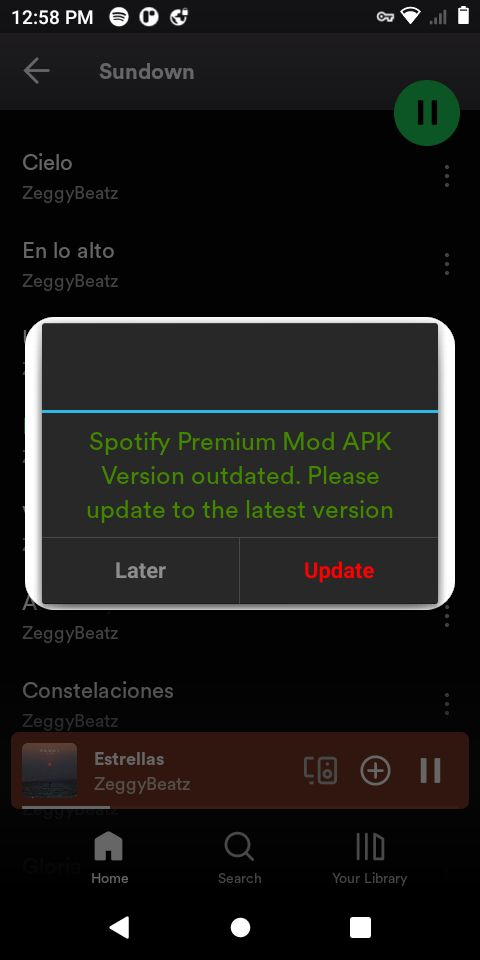 12:58 PM
Sundown
Cielo
ZeggyBeatz
En lo alto
ZeggyBeatz
Spotify Premium Mod APK
Version outdated. Please
update to the latest version
Later
Update
ZeggyBeatz
Constelaciones
ZeggyBeatz
Estrellas
ZeggyBeatz
ZeggyBeatz
Gloria
Home
Search
Your Library